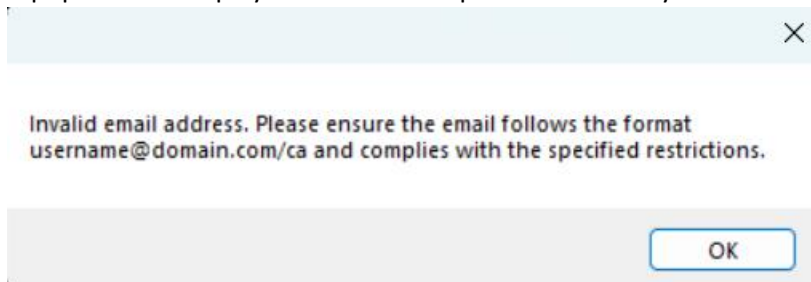 Invalid email address. Please ensure the email follows the format
username@domain.com/ca and complies with the specified restrictions.
OK